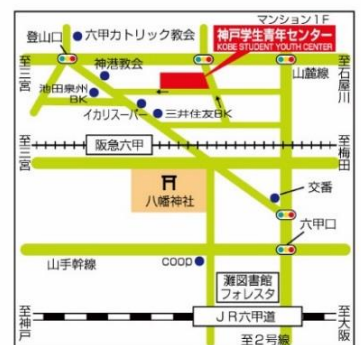 マンション1F
登山口
六甲カトリック教会
神戸学生青年センター
KOBE STUDENT YOUTH CENTER
至三宮
神港教会
山麓線
至石屋川
池田泉州
BK
イカリスーパー
三井住友BK
至三宮
阪急六甲
至梅田
八幡神社
交番
六甲口
山手幹線
coop
灘図書館
フォレスタ
至神戸
JR六甲道
至大阪
至2号線